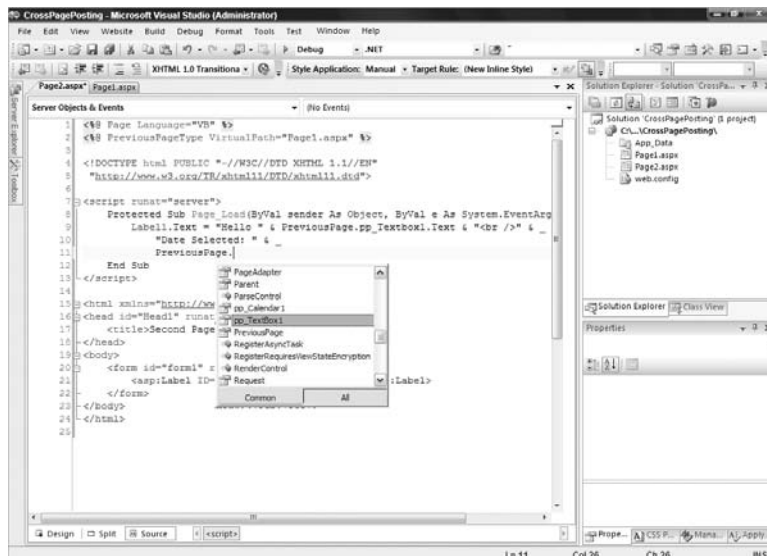 CrossPagePosting - Microsoft Visual Studio (Administrator)
File Edit View Website Build Debug Format Tools Test Window Help
Debug .NET
XHTML 1.0 Transitiona Style Application: Manual Target Rule: (New Inline Style)
Page2.aspx* Page1.aspx
Server Objects & Events (No Events)
Server Explorer Toolbox
1 <%@ Page Language="VB" %>
2 <%@ PreviousPageType VirtualPath="Page1.aspx" %>
3
4 <!DOCTYPE html PUBLIC "-//W3C//DTD XHTML 1.1//EN"
5 "http://www.w3.org/TR/xhtml11/DTD/xhtml11.dtd">
6
7 <script runat="server">
8 Protected Sub Page_Load(ByVal sender As Object, ByVal e As System.EventArg
9 Label1.Text = "Hello " & PreviousPage.pp_Textbox1.Text & "<br />" & _
10 "Date Selected: " & _
11 PreviousPage.
12 End Sub
13 </script>
14
15 <html xmlns="http://ww
16 <head id="Head1" runat
17 <title>Second Page
18 </head>
19 <body>
20 <form id="form1" r
21 <asp:Label ID= :Label>
22 </form>
23 </body>
24 </html>
25
PageAdapter
Parent
ParseControl
pp_Calendar1
pp_TextBox1
PreviousPage
RegisterAsyncTask
RegisterRequiresViewStateEncryption
RenderControl
Request
Common All
Design Split Source <script>
Solution Explorer - Solution 'CrossPa...
Solution 'CrossPagePosting' (1 project)
C:\...\CrossPagePosting\
App_Data
Page1.aspx
Page2.aspx
web.config
Solution Explorer Class View
Properties
Prope... CSS P... Mana... Apply
Ln 11 Col 26 Ch 26 INS